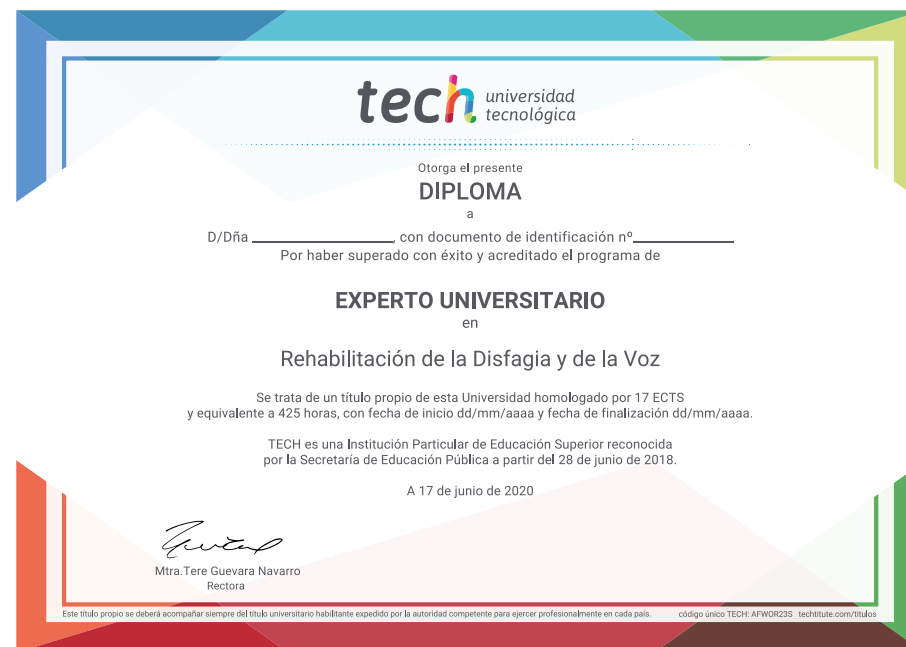 tech universidad
tecnológica
Otorga el presente
DIPLOMA
a
D/Dña ____________________, con documento de identificación nº______________
Por haber superado con éxito y acreditado el programa de
EXPERTO UNIVERSITARIO
en
Rehabilitación de la Disfagia y de la Voz
Se trata de un título propio de esta Universidad homologado por 17 ECTS
y equivalente a 425 horas, con fecha de inicio dd/mm/aaaa y fecha de finalización dd/mm/aaaa.
TECH es una Institución Particular de Educación Superior reconocida
por la Secretaría de Educación Pública a partir del 28 de junio de 2018.
A 17 de junio de 2020
Mtra.Tere Guevara Navarro
Rectora
Este título propio se deberá acompañar siempre del título universitario habilitante expedido por la autoridad competente para ejercer profesionalmente en cada país. código único TECH: AFWOR23S techtitute.com/titulos